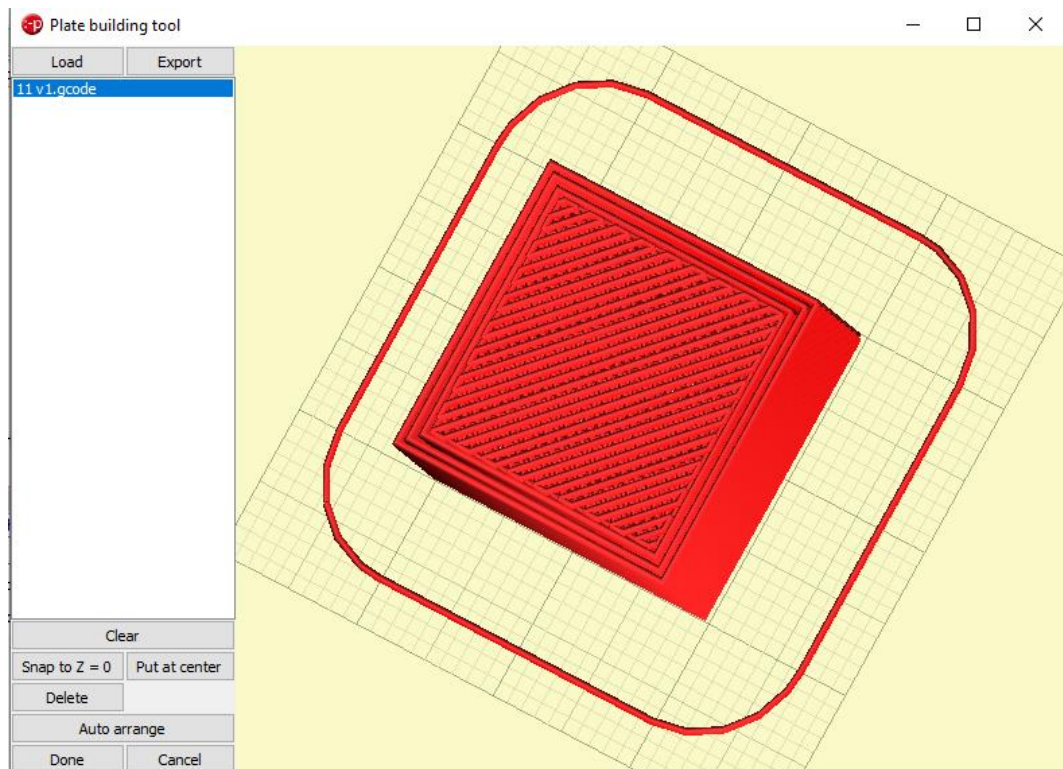 Plate building tool
Load Export
11 v1.gcode
Clear
Snap to Z = 0 Put at center
Delete
Auto arrange
Done Cancel